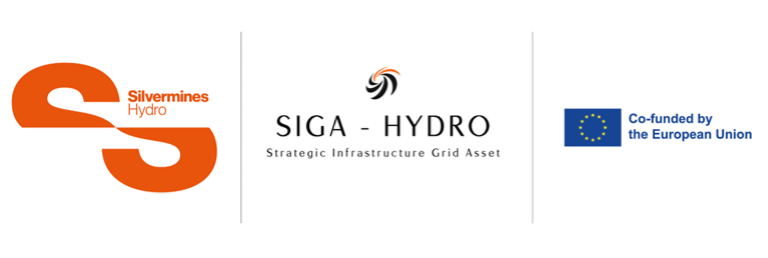 Silvermines
Hydro
SIGA - HYDRO
Strategic Infrastructure Grid Asset
Co-funded by
the European Union